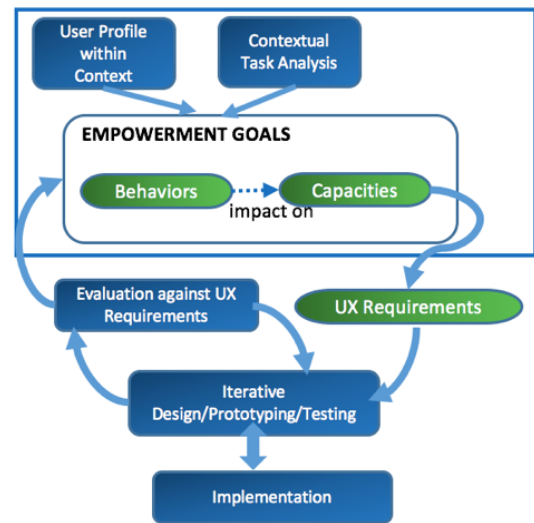 User Profile
within
Context
Contextual
Task Analysis
EMPOWERMENT GOALS
Behaviors
Capacities
impact on
Evaluation against UX
Requirements
UX Requirements
Iterative
Design/Prototyping/Testing
Implementation